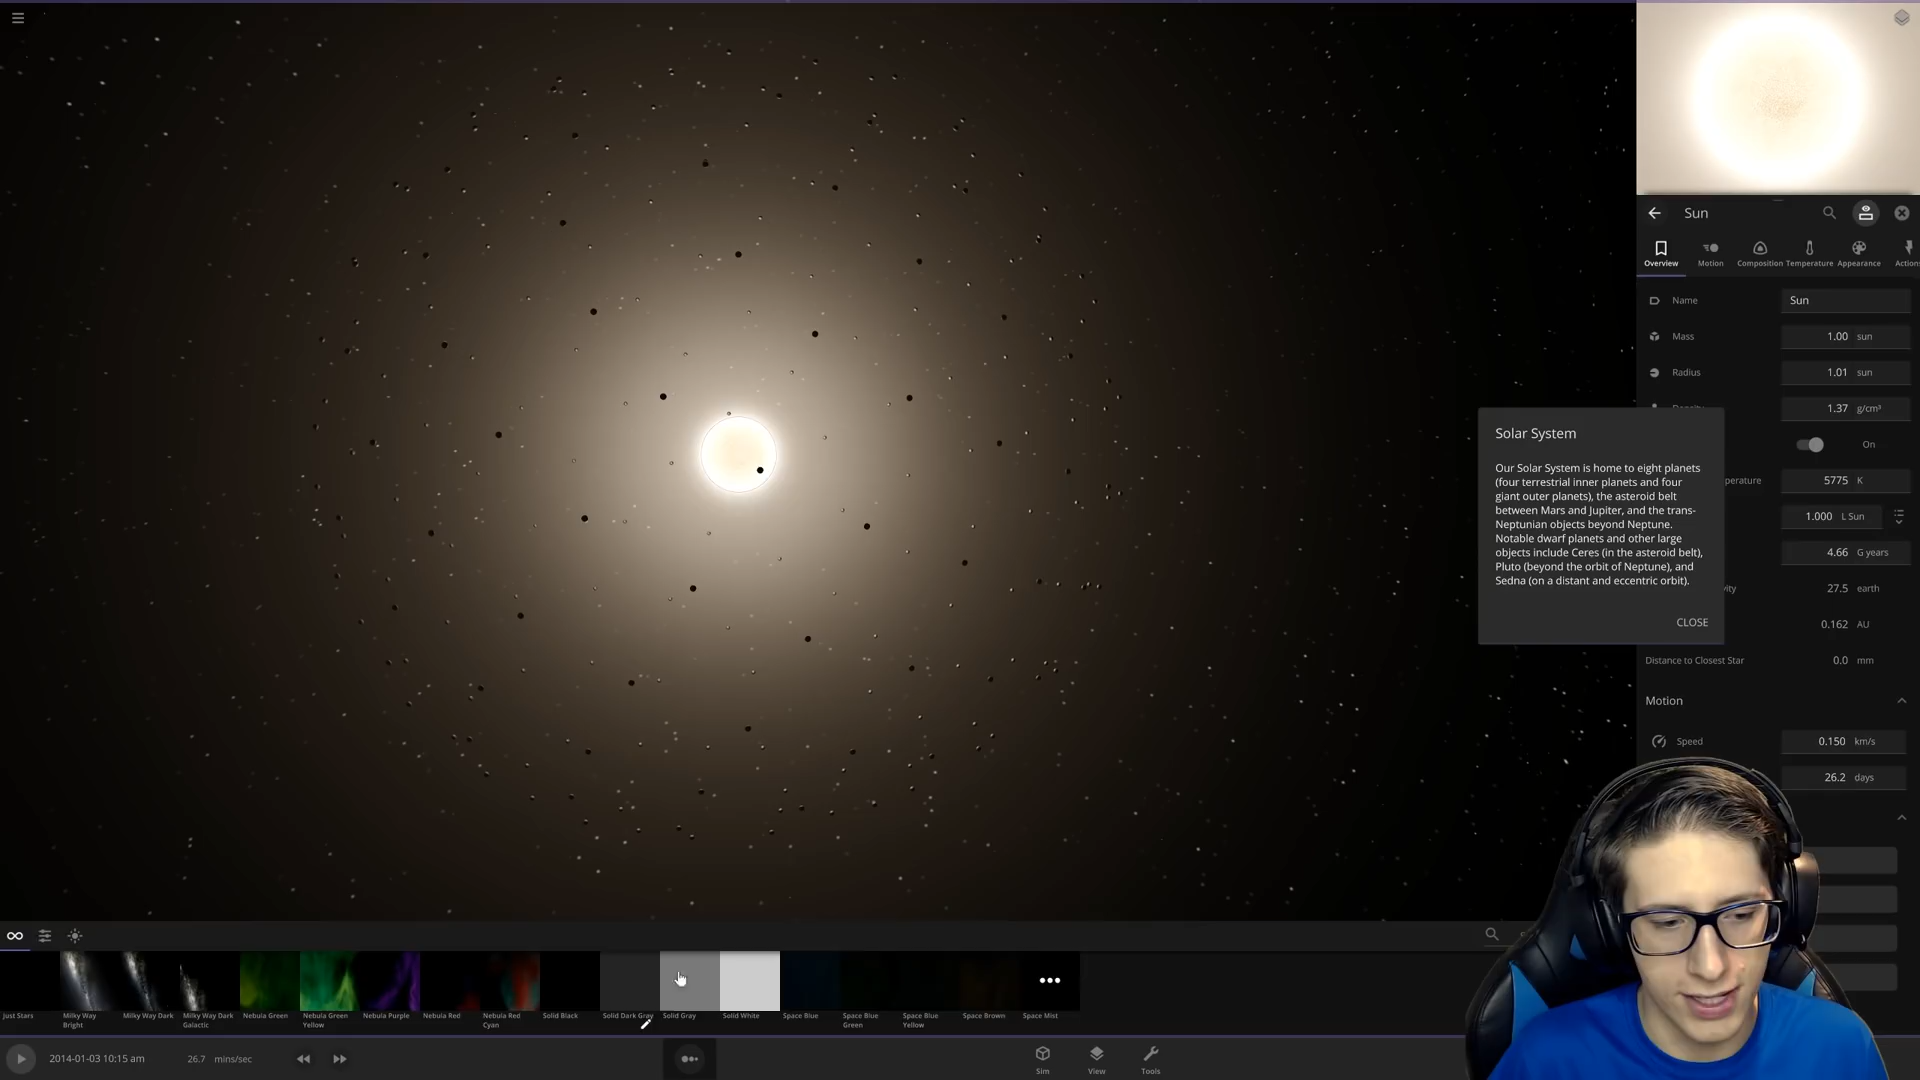 Sun
Overview
Motion
Composition
Temperature
Appearance
Actions
Name
Sun
Mass
1.00 sun
Radius
1.01 sun
1.37 g/cm³
On
perature
5775 K
1.000 L Sun
4.66 G years
vity
27.5 earth
0.162 AU
Distance to Closest Star
0.0 mm
Motion
Speed
0.150 km/s
26.2 days
Solar System
Our Solar System is home to eight planets
(four terrestrial inner planets and four
giant outer planets), the asteroid belt
between Mars and Jupiter, and the trans-
Neptunian objects beyond Neptune.
Notable dwarf planets and other large
objects include Ceres (in the asteroid belt),
Pluto (beyond the orbit of Neptune), and
Sedna (on a distant and eccentric orbit).
CLOSE
Just Stars
Milky Way
Bright
Milky Way Dark
Milky Way Dark
Galactic
Nebula Green
Nebula Green
Yellow
Nebula Purple
Nebula Red
Nebula Red
Cyan
Solid Black
Solid Dark Gray
Solid Gray
Solid White
Space Blue
Space Blue
Green
Space Blue
Yellow
Space Brown
Space Mist
2014-01-03 10:15 am
26.7 mins/sec
Sim
View
Tools